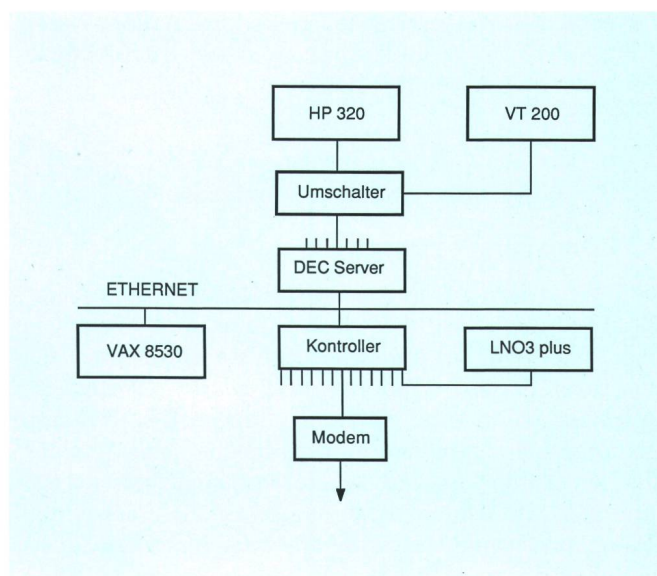 HP 320
VT 200
Umschalter
DEC Server
ETHERNET
VAX 8530
Kontroller
LNO3 plus
Modem